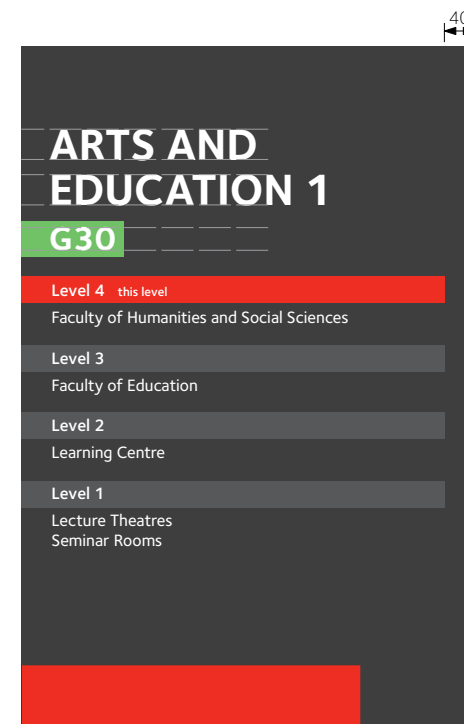 40
ARTS AND
EDUCATION 1
G30
Level 4 this level
Faculty of Humanities and Social Sciences
Level 3
Faculty of Education
Level 2
Learning Centre
Level 1
Lecture Theatres
Seminar Rooms